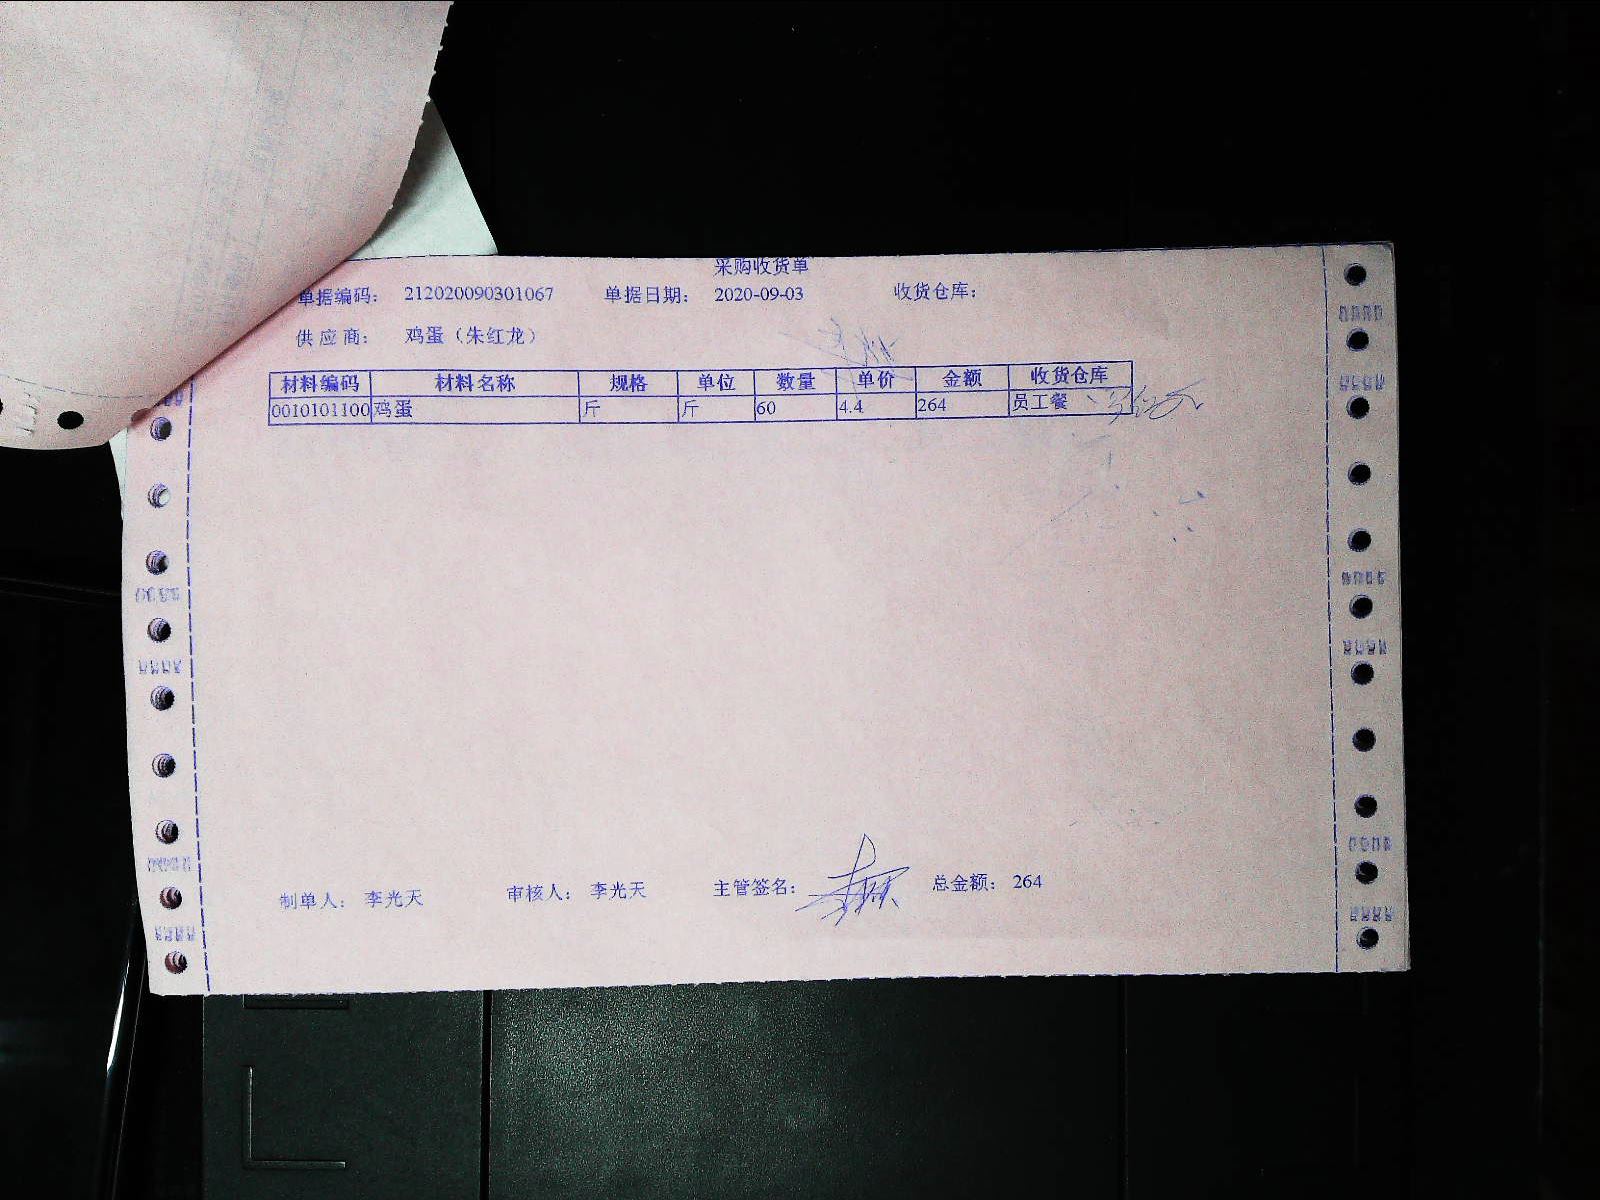 采购收货单
单据编码： 212020090301067 单据日期： 2020-09-03 收货仓库：
供应商： 鸡蛋（朱红龙）
材料编码 材料名称 规格 单位 数量 单价 金额 收货仓库
0010101100 鸡蛋 斤 斤 60 4.4 264 员工餐
制单人： 李光天 审核人： 李光天 主管签名： 总金额： 264